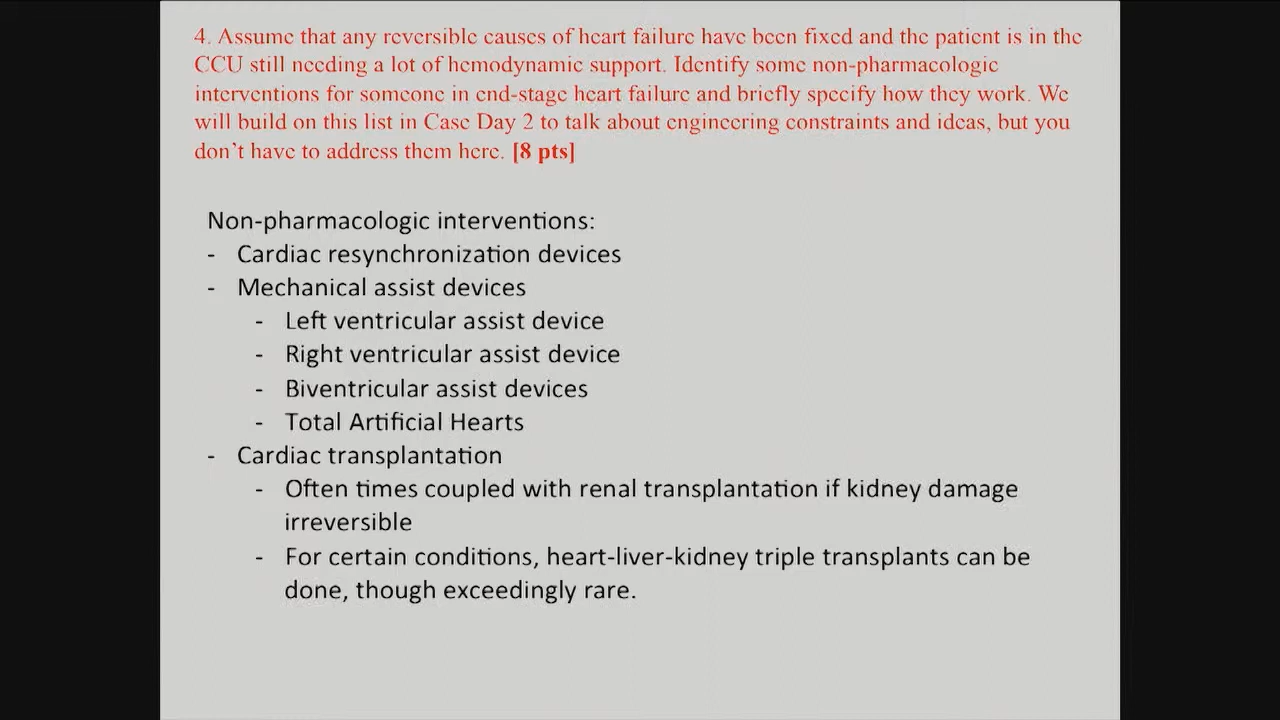 4. Assume that any reversible causes of heart failure have been fixed and the patient is in the
CCU still needing a lot of hemodynamic support. Identify some non-pharmacologic
interventions for someone in end-stage heart failure and briefly specify how they work. We
will build on this list in Case Day 2 to talk about engineering constraints and ideas, but you
don't have to address them here. [8 pts]
Non-pharmacologic interventions:
- Cardiac resynchronization devices
- Mechanical assist devices
- Left ventricular assist device
- Right ventricular assist device
- Biventricular assist devices
- Total Artificial Hearts
- Cardiac transplantation
- Often times coupled with renal transplantation if kidney damage
irreversible
- For certain conditions, heart-liver-kidney triple transplants can be
done, though exceedingly rare.